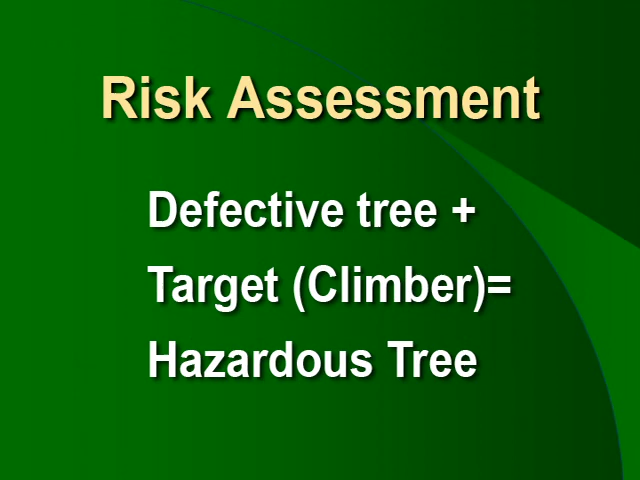 Risk Assessment
Defective tree +
Target (Climber)=
Hazardous Tree